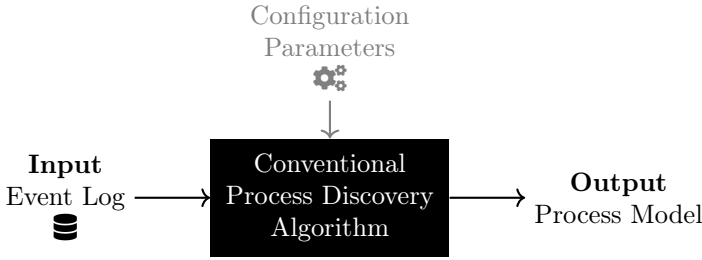 Configuration
Parameters
Input
Event Log
Conventional
Process Discovery
Algorithm
Output
Process Model